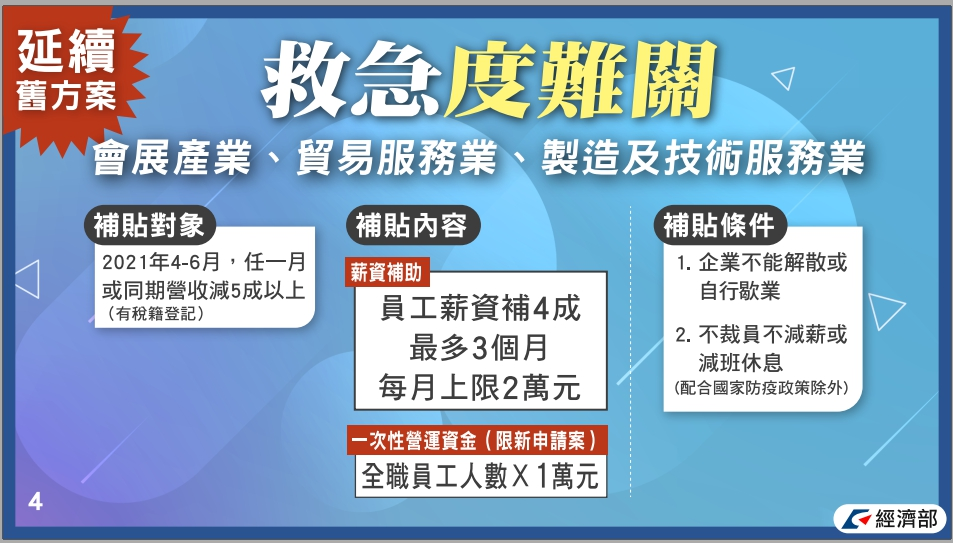 延續
舊方案
救急度難關
會展產業、貿易服務業、製造及技術服務業
補貼對象
2021年4-6月，任一月
或同期營收減5成以上
（有稅籍登記）
補貼內容
薪資補助
員工薪資補4成
最多3個月
每月上限2萬元
一次性營運資金（限新申請案）
全職員工人數X1萬元
補貼條件
1. 企業不能解散或
自行歇業
2. 不裁員不減薪或
減班休息
(配合國家防疫政策除外)
4
經濟部